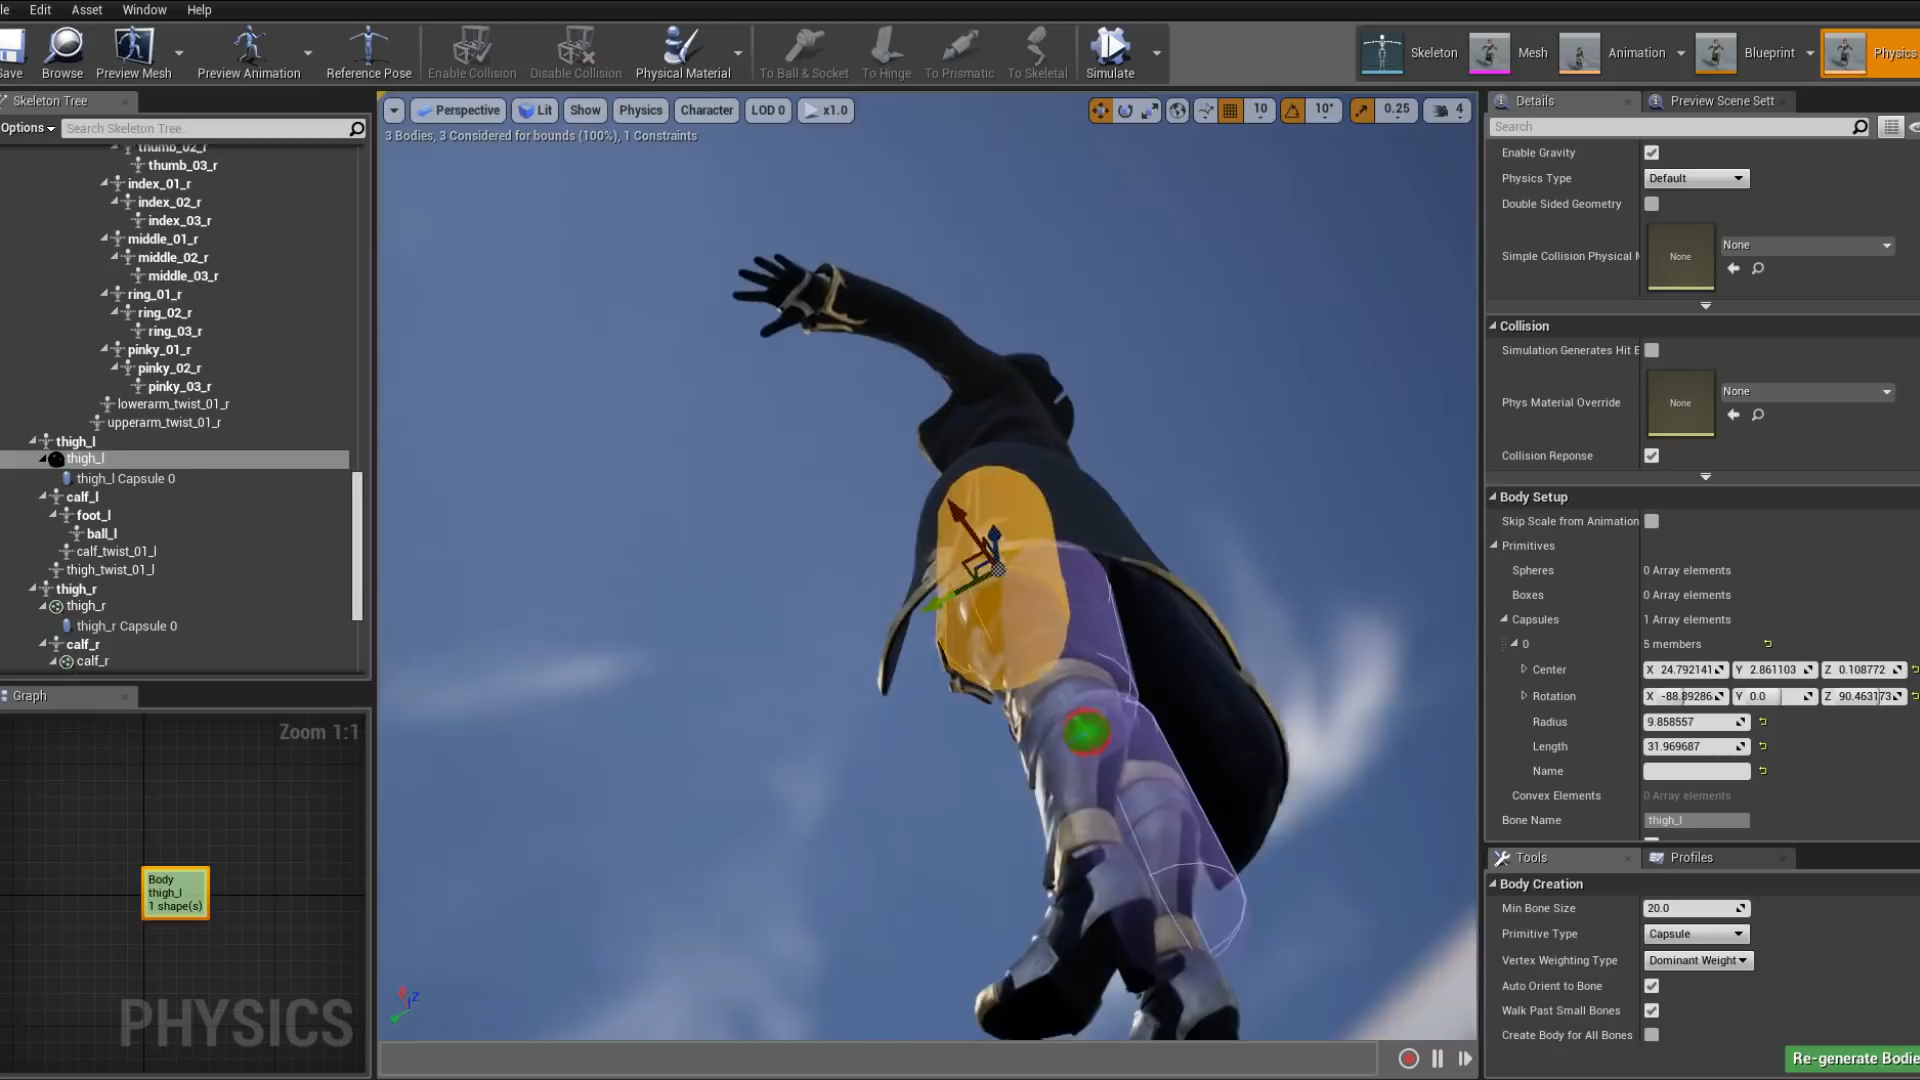 le Edit Asset Window Help
Save Browse Preview Mesh Preview Animation Reference Pose Enable Collision Disable Collision Physical Material To Ball & Socket To Hinge To Prismatic To Skeletal Simulate Skeleton Mesh Animation Blueprint Physics
Skeleton Tree
Options Search Skeleton Tree...
thumb_02_r
thumb_03_r
index_01_r
index_02_r
index_03_r
middle_01_r
middle_02_r
middle_03_r
ring_01_r
ring_02_r
ring_03_r
pinky_01_r
pinky_02_r
pinky_03_r
lowerarm_twist_01_r
upperarm_twist_01_r
thigh_l
thigh_l
thigh_l Capsule 0
calf_l
foot_l
ball_l
calf_twist_01_l
thigh_twist_01_l
thigh_r
thigh_r
thigh_r Capsule 0
calf_r
calf_r
Graph
Zoom 1:1
Body
thigh_l
1 shape(s)
PHYSICS
Perspective Lit Show Physics Character LOD 0 x1.0 10 10° 0.25 4
3 Bodies, 3 Considered for bounds (100%), 1 Constraints
X Z
Details Preview Scene Sett
Search
Enable Gravity
Physics Type Default
Double Sided Geometry
Simple Collision Physical M None None
Collision
Simulation Generates Hit E
Phys Material Override None None
Collision Reponse
Body Setup
Skip Scale from Animation
Primitives
Spheres 0 Array elements
Boxes 0 Array elements
Capsules 1 Array elements
0 5 members
Center X 24.792141 Y 2.861103 Z 0.108772
Rotation X -88.89286 Y 0.0 Z 90.463173
Radius 9.858557
Length 31.969687
Name
Convex Elements 0 Array elements
Bone Name thigh_l
Tools Profiles
Body Creation
Min Bone Size 20.0
Primitive Type Capsule
Vertex Weighting Type Dominant Weight
Auto Orient to Bone
Walk Past Small Bones
Create Body for All Bones
Re-generate Bodie